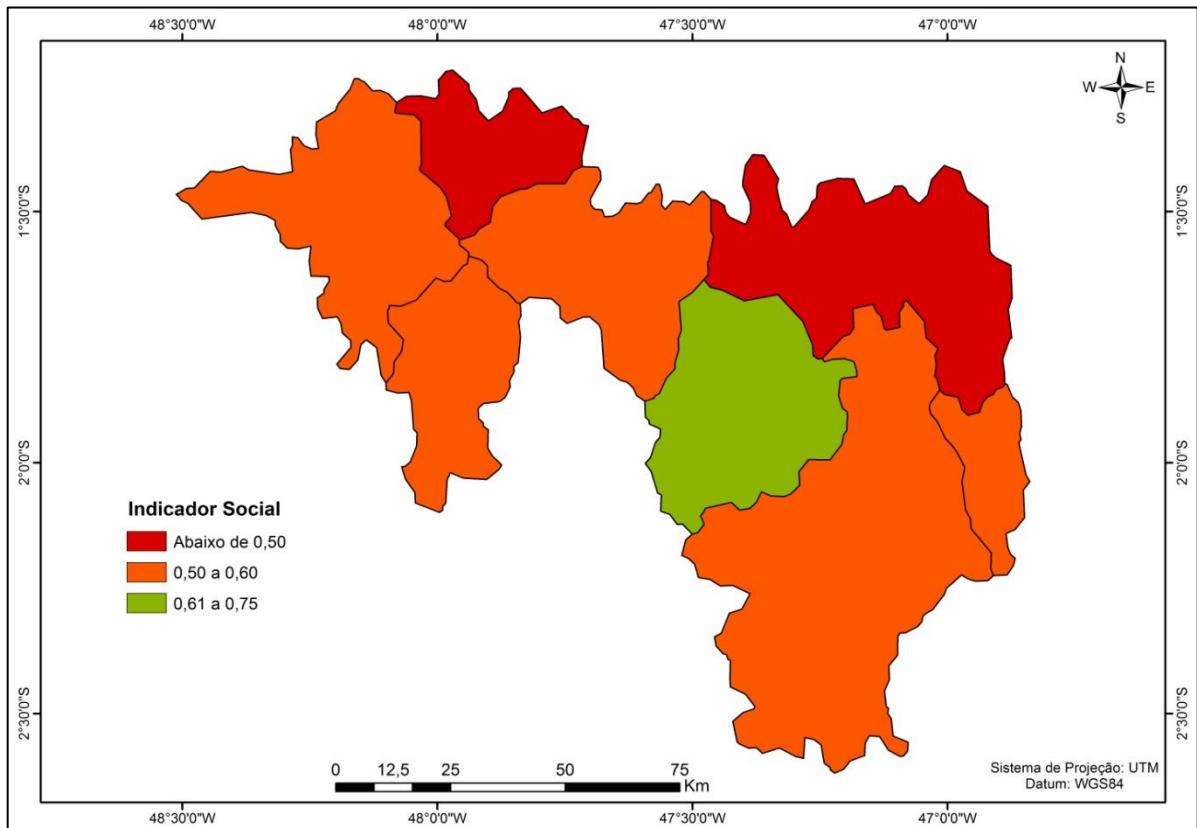 48°30'0"W 48°0'0"W 47°30'0"W 47°0'0"W
N
W E
S
1°30'0"S 1°30'0"S
2°0'0"S 2°0'0"S
Indicador Social
Abaixo de 0,50
0,50 a 0,60
0,61 a 0,75
2°30'0"S 2°30'0"S
0 12,5 25 50 75
Km
Sistema de Projeção: UTM
Datum: WGS84
48°30'0"W 48°0'0"W 47°30'0"W 47°0'0"W